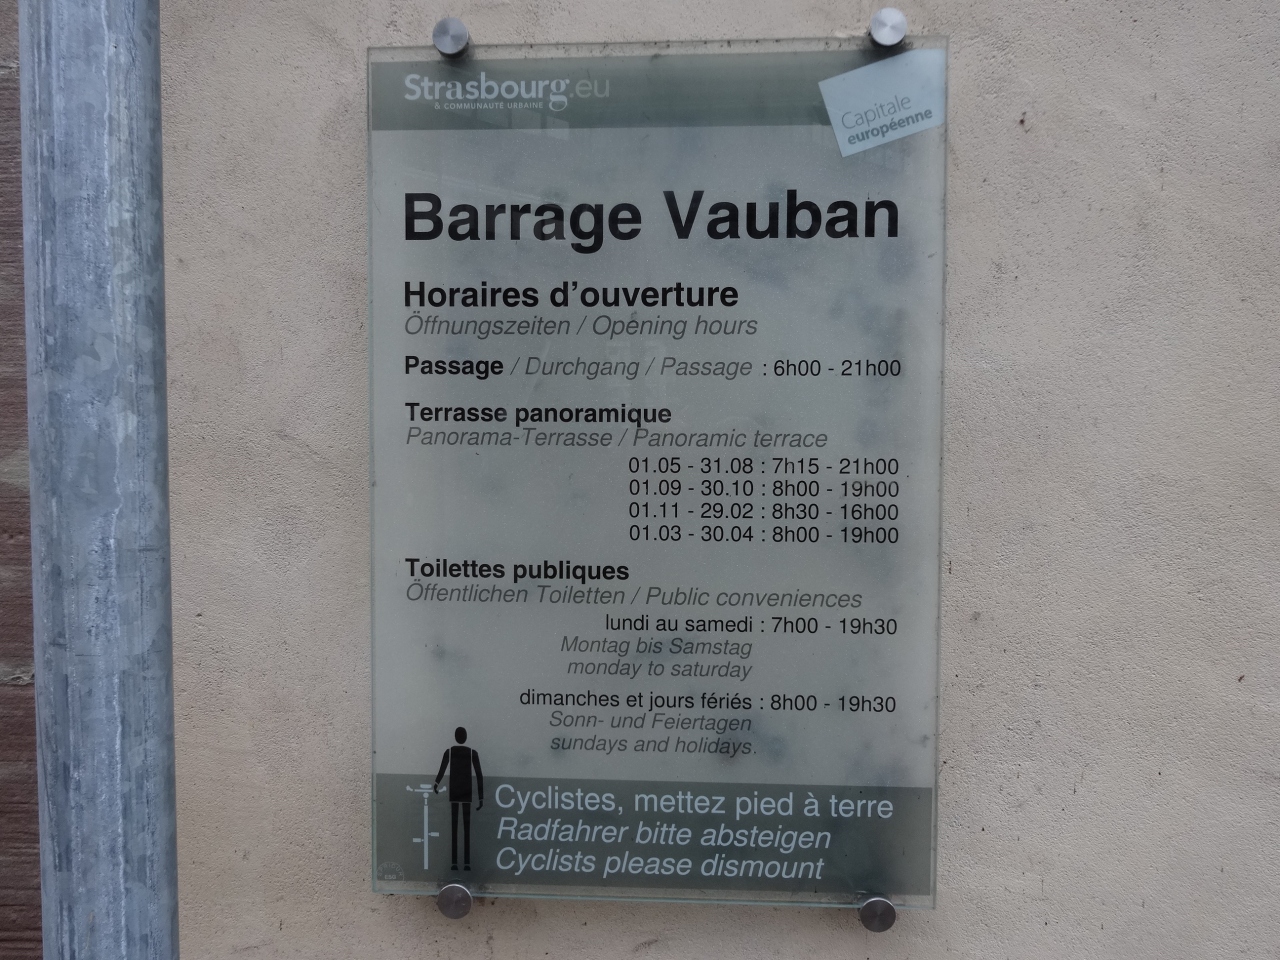 Strasbourg.eu
& COMMUNAUTÉ URBAINE
Capitale
européenne
Barrage Vauban
Horaires d’ouverture
Öffnungszeiten / Opening hours
Passage / Durchgang / Passage : 6h00 - 21h00
Terrasse panoramique
Panorama-Terrasse / Panoramic terrace
01.05 - 31.08 : 7h15 - 21h00
01.09 - 30.10 : 8h00 - 19h00
01.11 - 29.02 : 8h30 - 16h00
01.03 - 30.04 : 8h00 - 19h00
Toilettes publiques
Öffentlichen Toiletten / Public conveniences
lundi au samedi : 7h00 - 19h30
Montag bis Samstag
monday to saturday
dimanches et jours fériés : 8h00 - 19h30
Sonn- und Feiertagen
sundays and holidays.
Cyclistes, mettez pied à terre
Radfahrer bitte absteigen
Cyclists please dismount